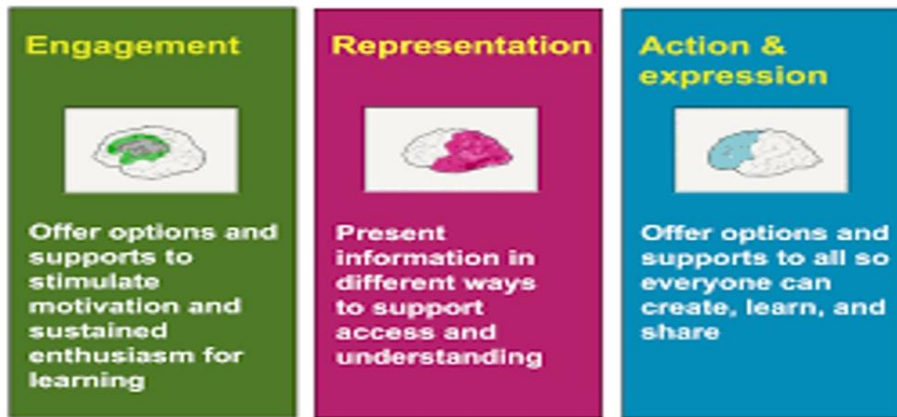 Engagement
Offer options and
supports to
stimulate
motivation and
sustained
enthusiasm for
learning
Representation
Present
information in
different ways
to support
access and
understanding
Action &
expression
Offer options and
supports to all so
everyone can
create, learn, and
share